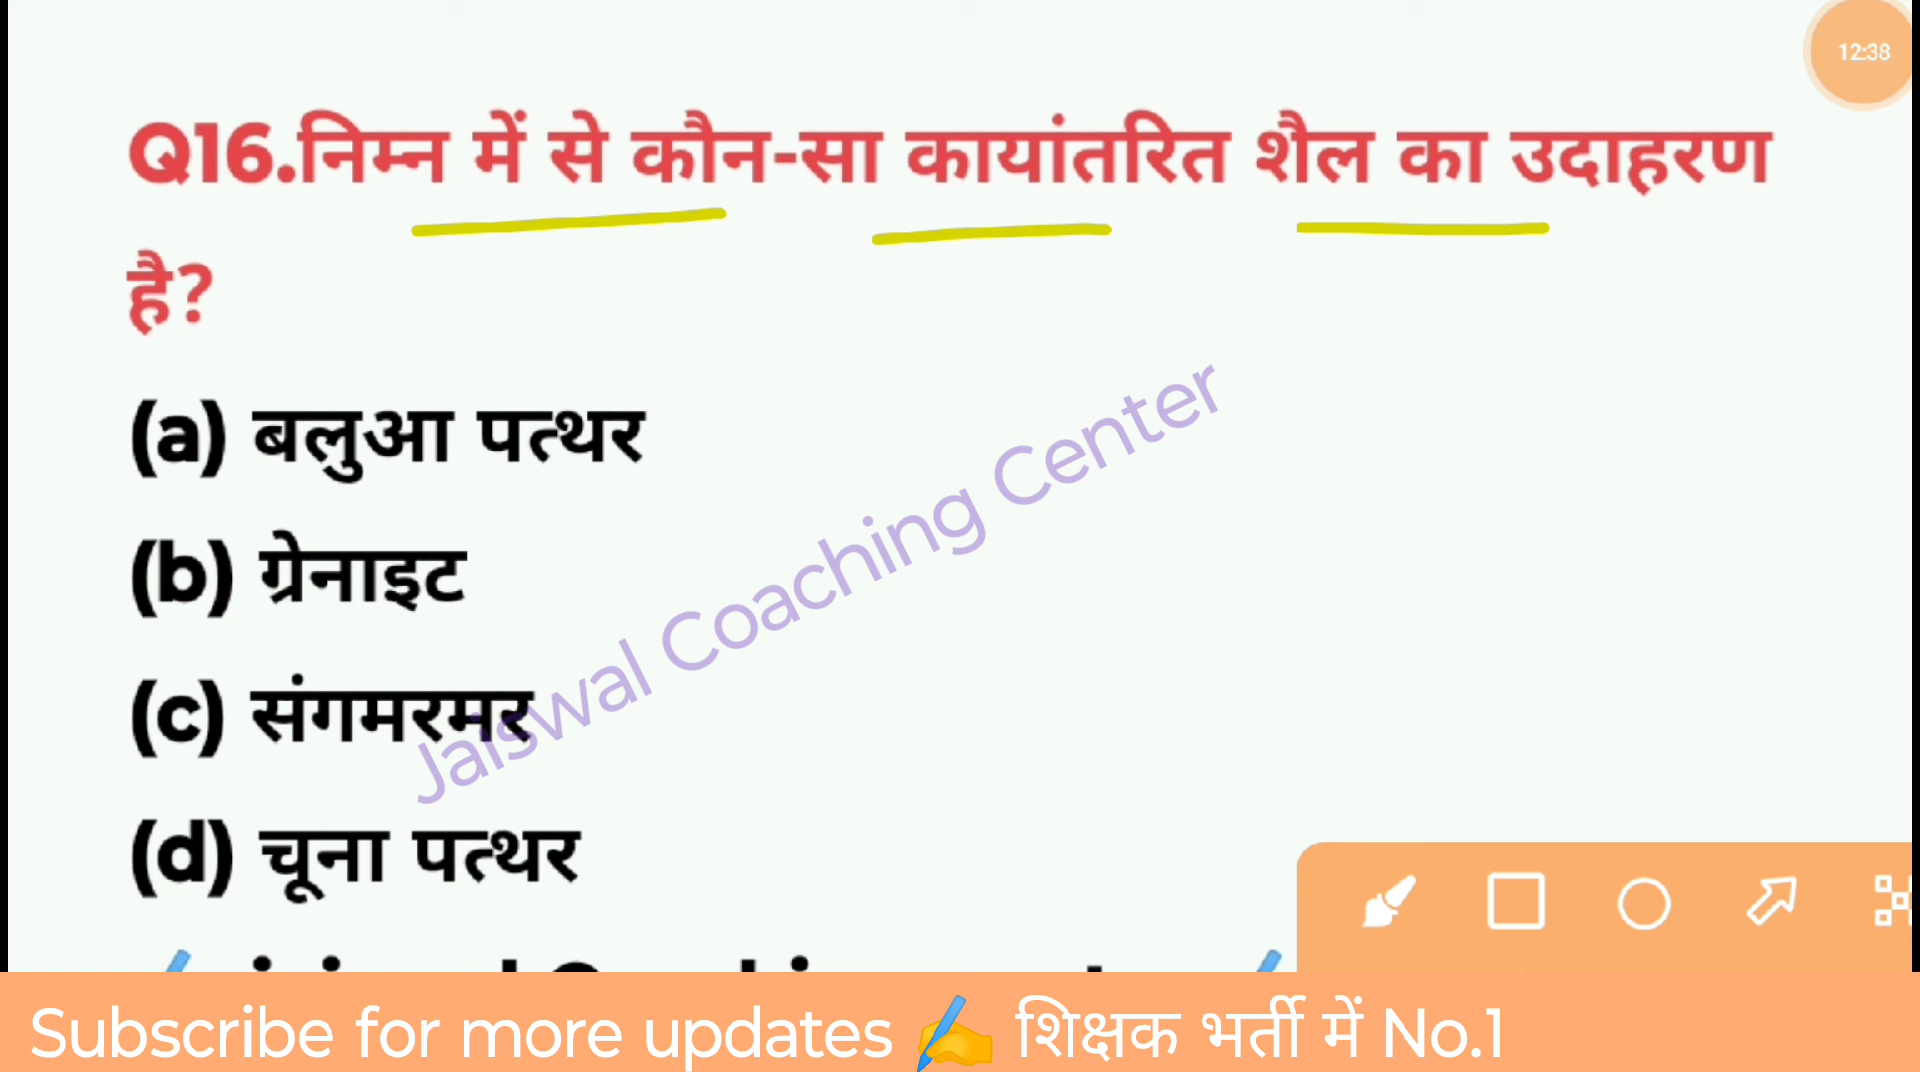 12:38
Q16.निम्न में से कौन-सा कायांतरित शैल का उदाहरण
है?
(a) बलुआ पत्थर
(b) ग्रेनाइट
(c) संगमरमर
(d) चूना पत्थर
Jaiswal Coaching Center
Subscribe for more updates ✍️ शिक्षक भर्ती में No.1